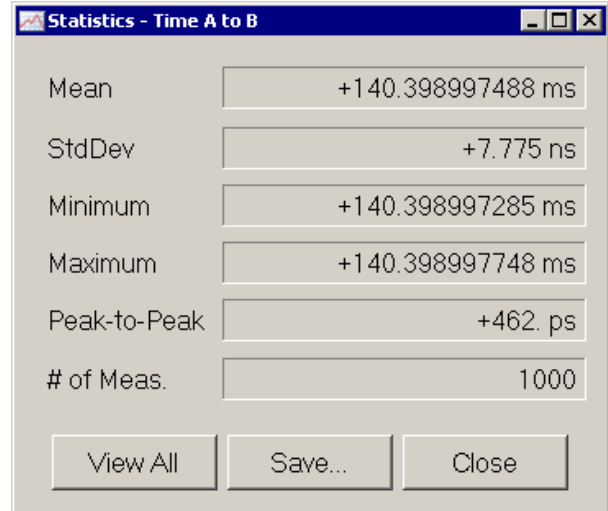 Statistics - Time A to B
Mean +140.398997488 ms
StdDev +7.775 ns
Minimum +140.398997285 ms
Maximum +140.398997748 ms
Peak-to-Peak +462. ps
# of Meas. 1000
View All Save... Close